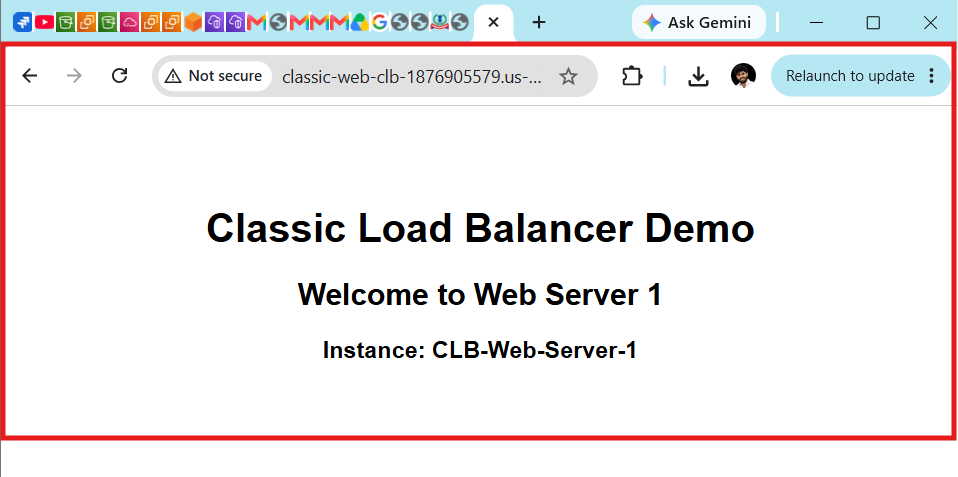 Ask Gemini
Not secure
classic-web-clb-1876905579.us-...
Relaunch to update
Classic Load Balancer Demo
Welcome to Web Server 1
Instance: CLB-Web-Server-1